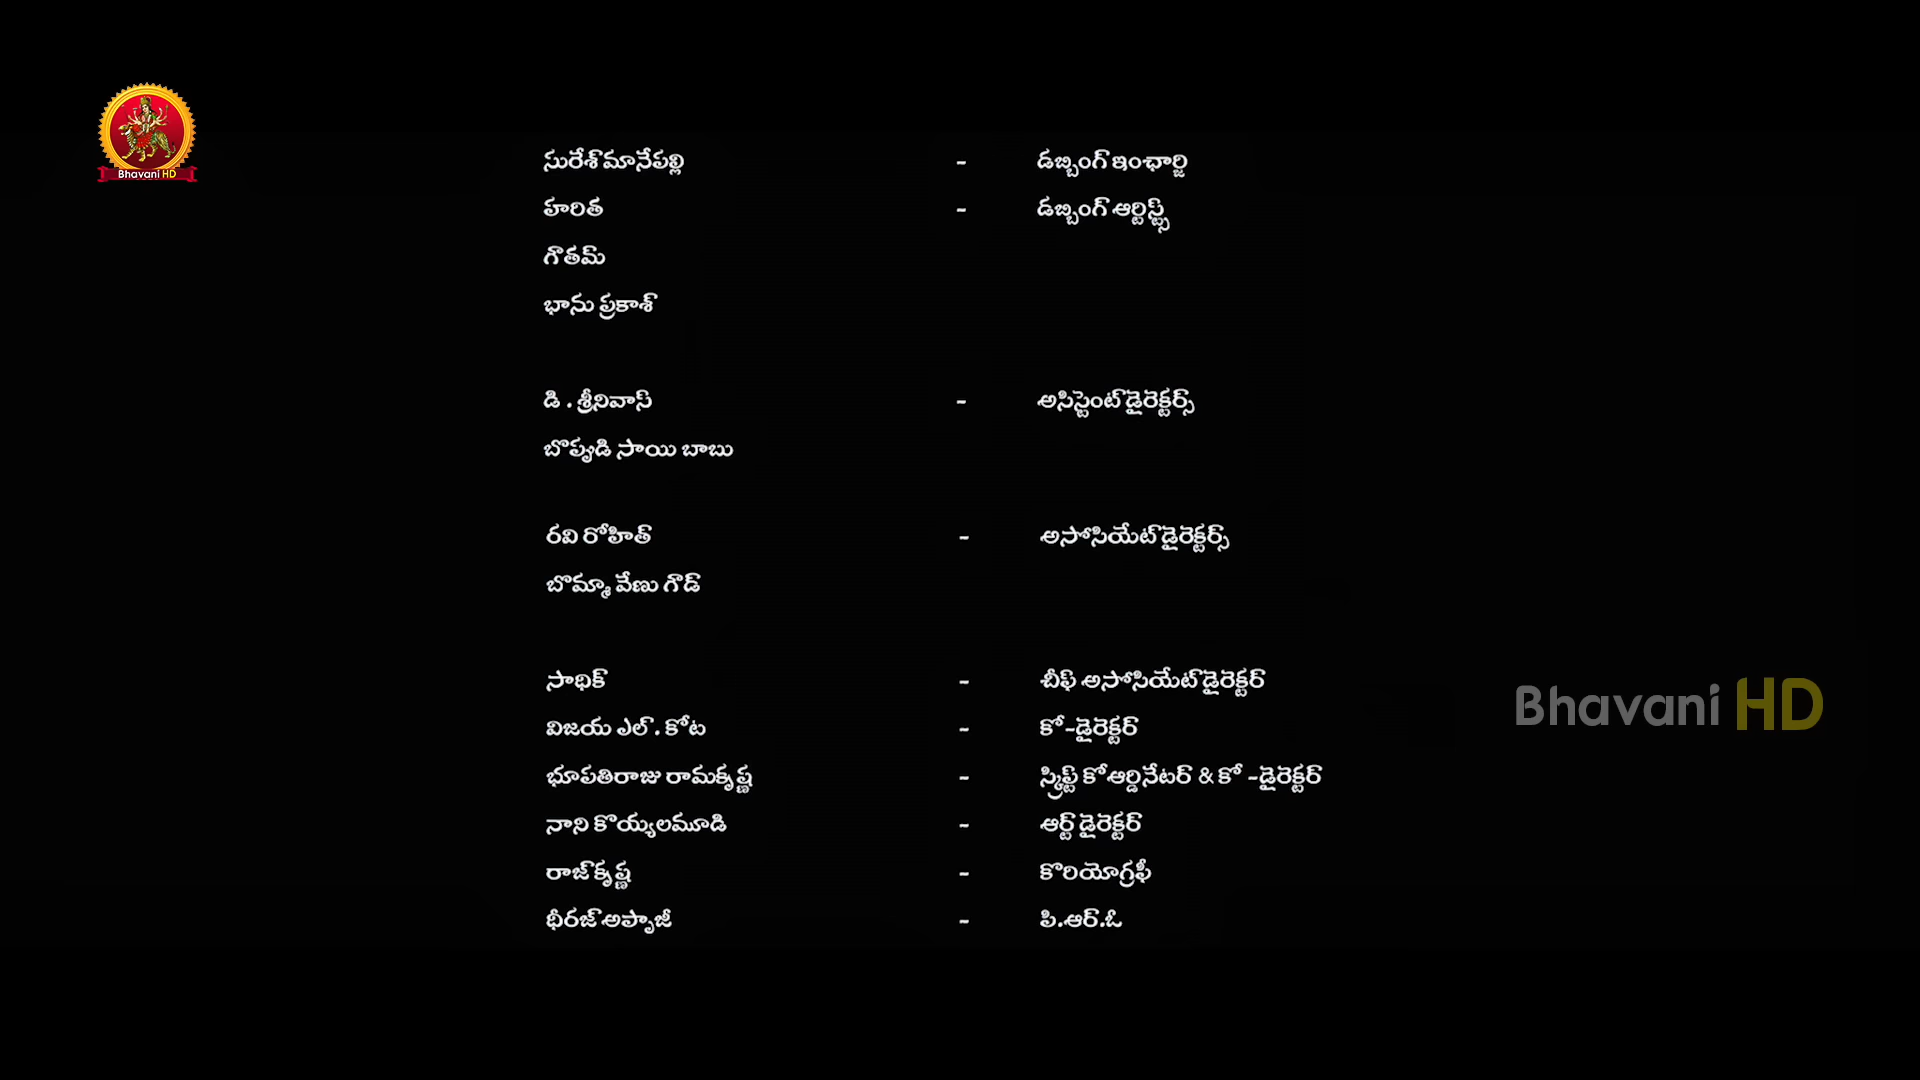 Bhavani HD
సురేశ్ మానేపల్లి - డబ్బింగ్ ఇంఛార్జి
హరిత - డబ్బింగ్ ఆర్టిస్ట్స్
గౌతమ్
భాను ప్రకాశ్
డి . శ్రీనివాస్ - అసిస్టెంట్ డైరెక్టర్స్
బొప్పూడి సాయి బాబు
రవి రోహిత్ - అసోసియేట్ డైరెక్టర్స్
బొమ్మా వేణు గౌడ్
సాథిక్ - చీఫ్ అసోసియేట్ డైరెక్టర్
విజయ ఎల్ . కోట - కో-డైరెక్టర్
భూపతిరాజు రామకృష్ణ - స్క్రిప్ట్ కోఆర్డినేటర్ & కో -డైరెక్టర్
నాని కొయ్యలమూడి - ఆర్ట్ డైరెక్టర్
రాజ్ కృష్ణ - కొరియోగ్రఫీ
ధీరజ్ అప్పాజీ - పి.ఆర్.ఓ
Bhavani HD